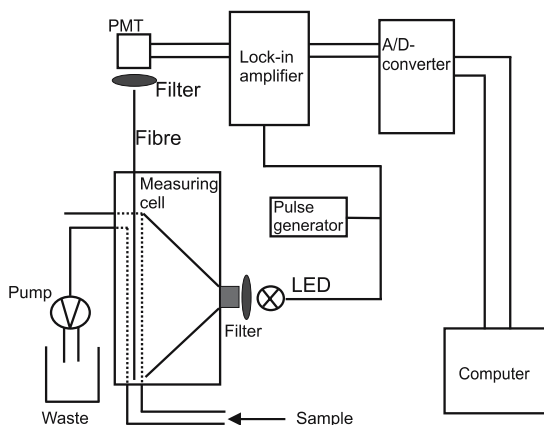 PMT
Lock-in
amplifier
A/D-
converter
Filter
Fibre
Measuring
cell
Pulse
generator
LED
Pump
Filter
Computer
Waste
Sample